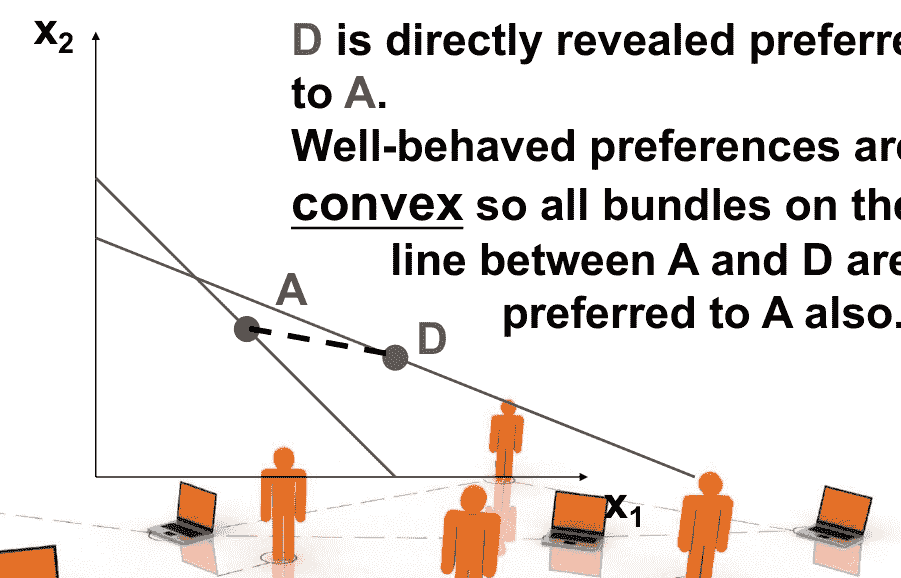 x₂
D is directly revealed preferre
to A.
Well-behaved preferences are
convex so all bundles on the
line between A and D are
preferred to A also.
A
D
x₁